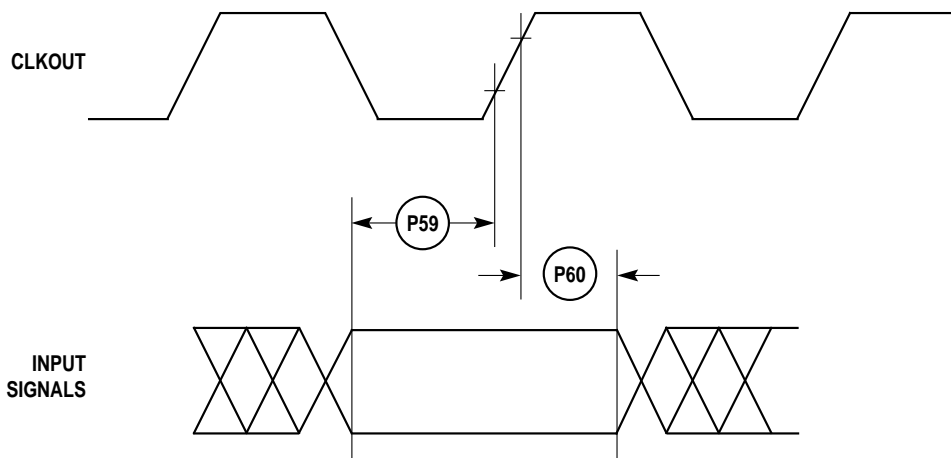 CLKOUT
P59
P60
INPUT
SIGNALS